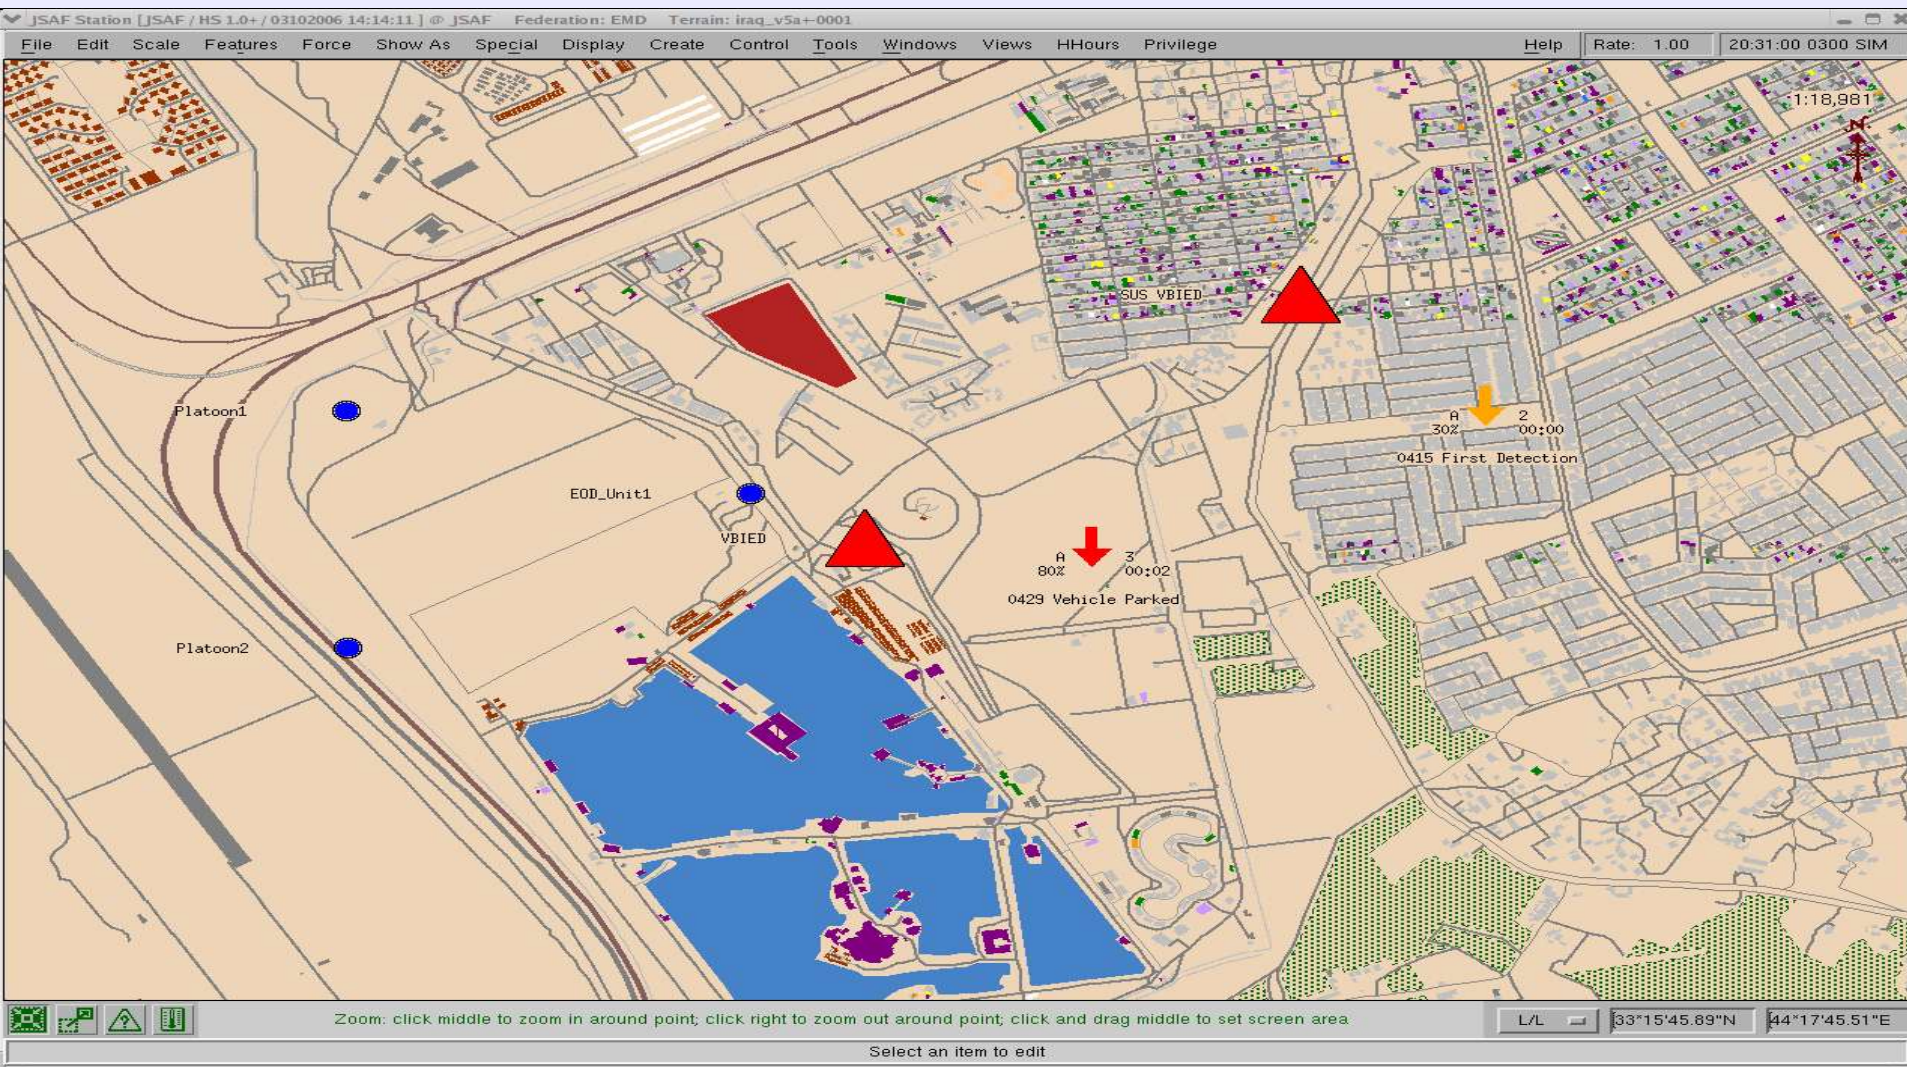 JSAF Station [ JSAF / HS 1.0+ / 03102006 14:14:11 ] @ JSAF Federation: EMD Terrain: iraq_v5a+-0001
File Edit Scale Features Force Show As Special Display Create Control Tools Windows Views HHours Privilege Help Rate: 1.00 20:31:00 0300 SIM
1:18,981
N
SUS VBIED
Platoon1
A 2
30% 00:00
0415 First Detection
EOD_Unit1
VBIED
A 3
80% 00:02
0429 Vehicle Parked
Platoon2
Zoom: click middle to zoom in around point; click right to zoom out around point; click and drag middle to set screen area
L/L 33°15'45.89"N 44°17'45.51"E
Select an item to edit